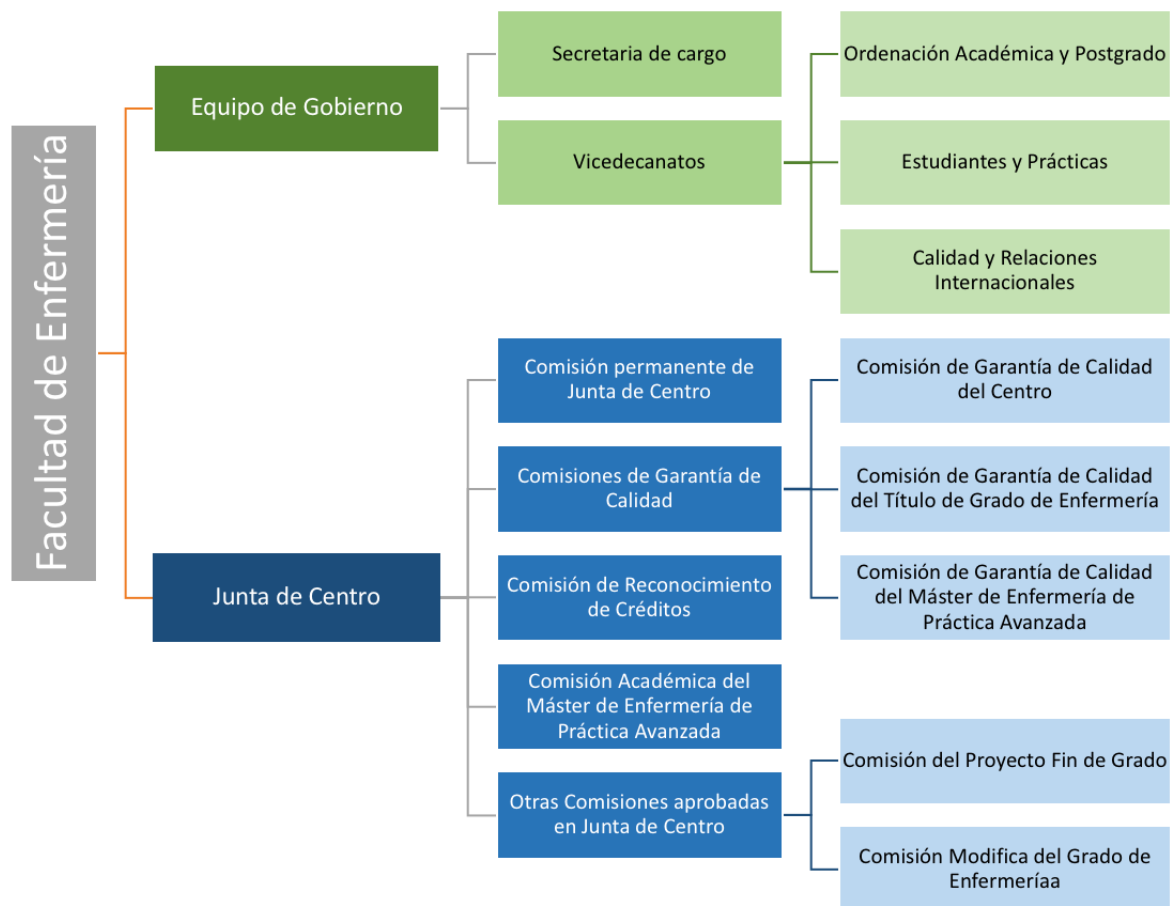 Facultad de Enfermería
Equipo de Gobierno
Secretaria de cargo
Vicedecanatos
Ordenación Académica y Postgrado
Estudiantes y Prácticas
Calidad y Relaciones
Internacionales
Junta de Centro
Comisión permanente de
Junta de Centro
Comisiones de Garantía de
Calidad
Comisión de Garantía de Calidad
del Centro
Comisión de Garantía de Calidad
del Título de Grado de Enfermería
Comisión de Garantía de Calidad
del Máster de Enfermería de
Práctica Avanzada
Comisión de Reconocimiento
de Créditos
Comisión Académica del
Máster de Enfermería de
Práctica Avanzada
Otras Comisiones aprobadas
en Junta de Centro
Comisión del Proyecto Fin de Grado
Comisión Modifica del Grado de
Enfermeríaa